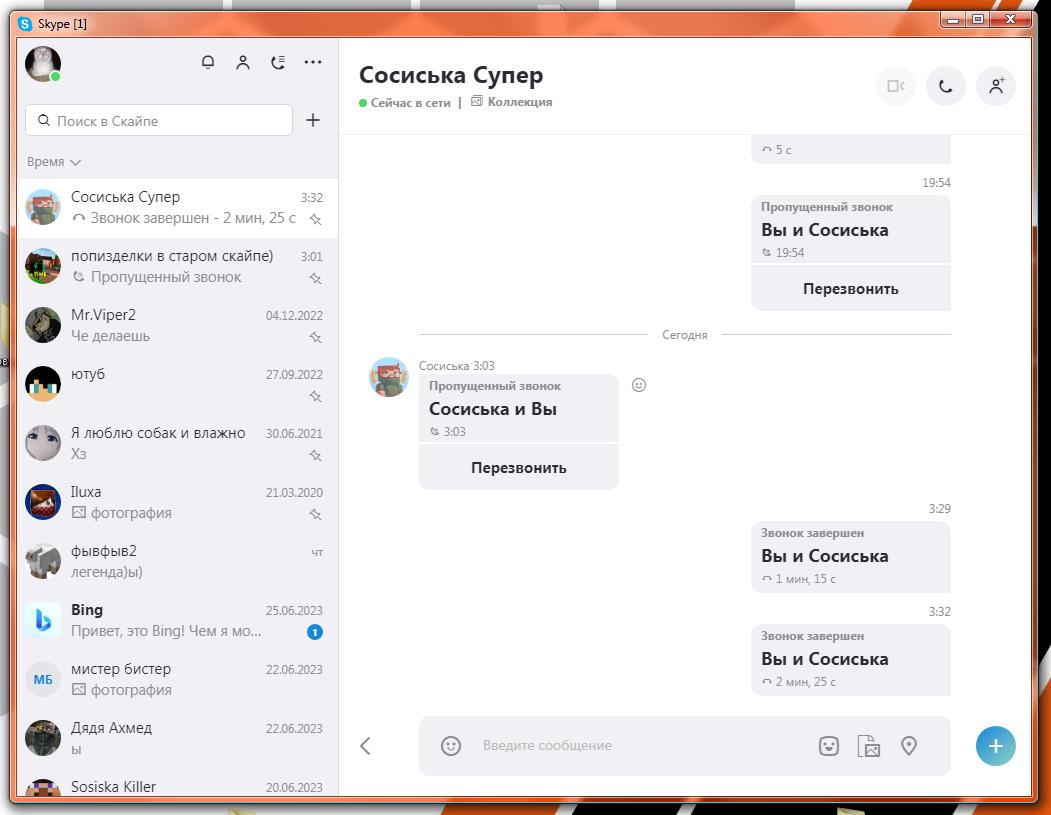 Skype [1]
Поиск в Скайпе
Время
Сосиська Супер
3:32
Звонок завершен - 2 мин, 25 с
попизделки в старом скайпе)
3:01
Пропущенный звонок
Mr.Viper2
04.12.2022
Че делаешь
ютуб
27.09.2022
Я люблю собак и влажно
30.06.2021
Хз
Iluxa
21.03.2020
фотография
фывфыв2
чт
легенда)ы)
Bing
25.06.2023
Привет, это Bing! Чем я мо...
1
МБ
мистер бистер
22.06.2023
фотография
Дядя Ахмед
22.06.2023
ы
Sosiska Killer
20.06.2023
Сосиська Супер
Сейчас в сети | Коллекция
5 с
19:54
Пропущенный звонок
Вы и Сосиська
19:54
Перезвонить
Сегодня
Сосиська 3:03
Пропущенный звонок
Сосиська и Вы
3:03
Перезвонить
3:29
Звонок завершен
Вы и Сосиська
1 мин, 15 с
3:32
Звонок завершен
Вы и Сосиська
2 мин, 25 с
Введите сообщение